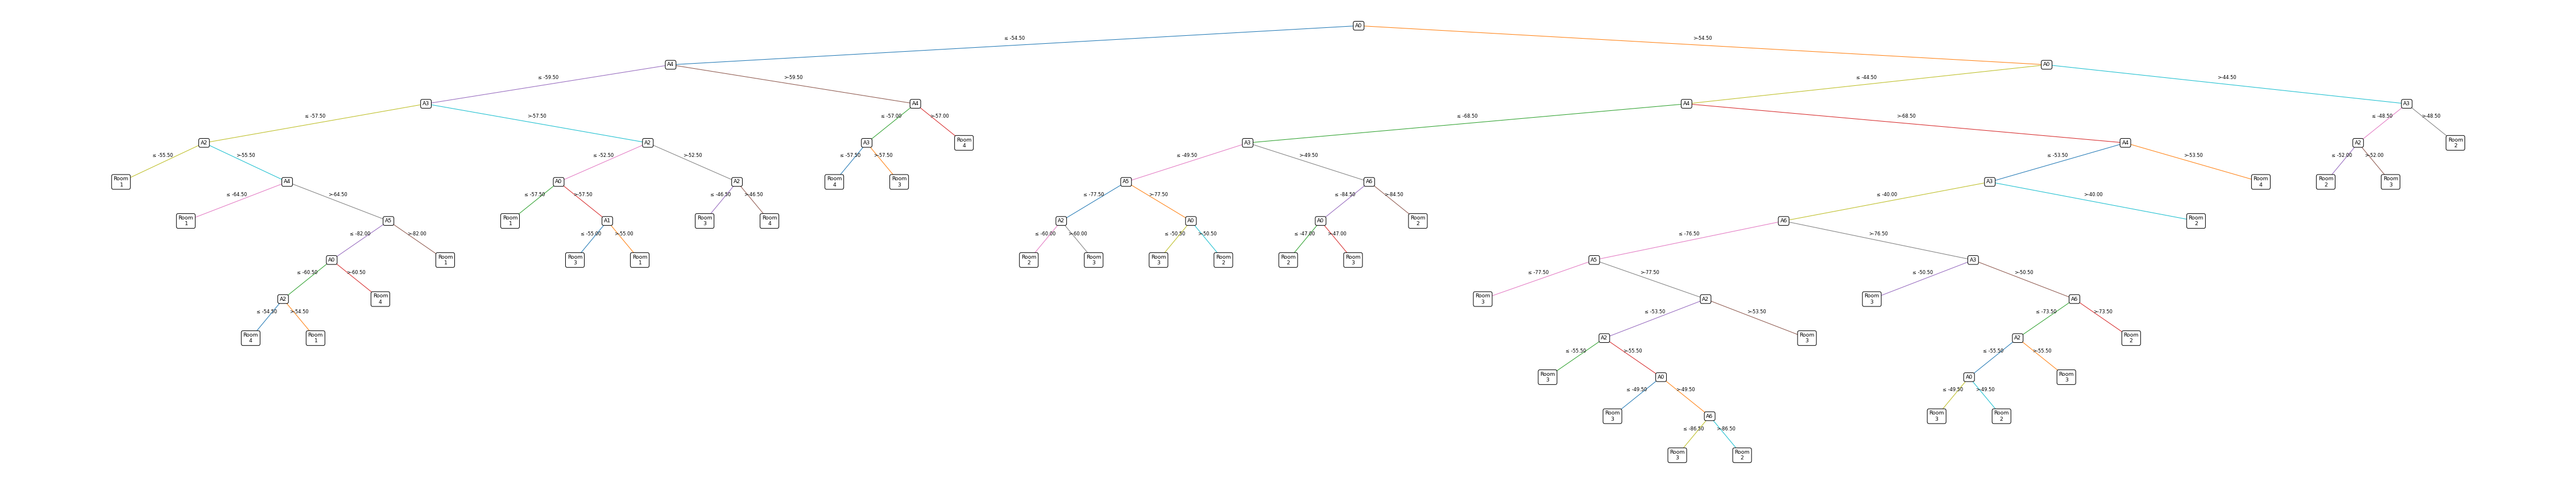 A0
≤ -54.50
>-54.50
A4
A0
≤ -59.50
>-59.50
≤ -44.50
>-44.50
A3
A4
A4
A3
≤ -57.50
>-57.50
≤ -57.00
>-57.00
≤ -68.50
>-68.50
≤ -48.50
>-48.50
A2
A2
A3
Room
4
A3
A4
A2
Room
2
≤ -55.50
>-55.50
≤ -52.50
>-52.50
≤ -57.50
>-57.50
≤ -49.50
>-49.50
≤ -53.50
>-53.50
≤ -52.00
>-52.00
Room
1
A4
A0
A2
Room
4
Room
3
A5
A6
A3
Room
4
Room
2
Room
3
≤ -64.50
>-64.50
≤ -57.50
>-57.50
≤ -46.50
>-46.50
≤ -77.50
>-77.50
≤ -84.50
>-84.50
≤ -40.00
>-40.00
Room
1
A5
Room
1
A1
Room
3
Room
4
A2
A0
A0
Room
2
A6
Room
2
≤ -82.00
>-82.00
≤ -55.00
>-55.00
≤ -60.00
>-60.00
≤ -50.50
>-50.50
≤ -47.00
>-47.00
≤ -76.50
>-76.50
A0
Room
1
Room
3
Room
1
Room
2
Room
3
Room
3
Room
2
Room
2
Room
3
A5
A3
≤ -60.50
>-60.50
≤ -77.50
>-77.50
≤ -50.50
>-50.50
A2
Room
4
Room
3
A2
Room
3
A6
≤ -54.50
>-54.50
≤ -53.50
>-53.50
≤ -73.50
>-73.50
Room
4
Room
1
A2
Room
3
A2
Room
2
≤ -55.50
>-55.50
≤ -55.50
>-55.50
Room
3
A0
A0
Room
3
≤ -49.50
>-49.50
≤ -49.50
>-49.50
Room
3
A6
Room
3
Room
2
≤ -86.50
>-86.50
Room
3
Room
2